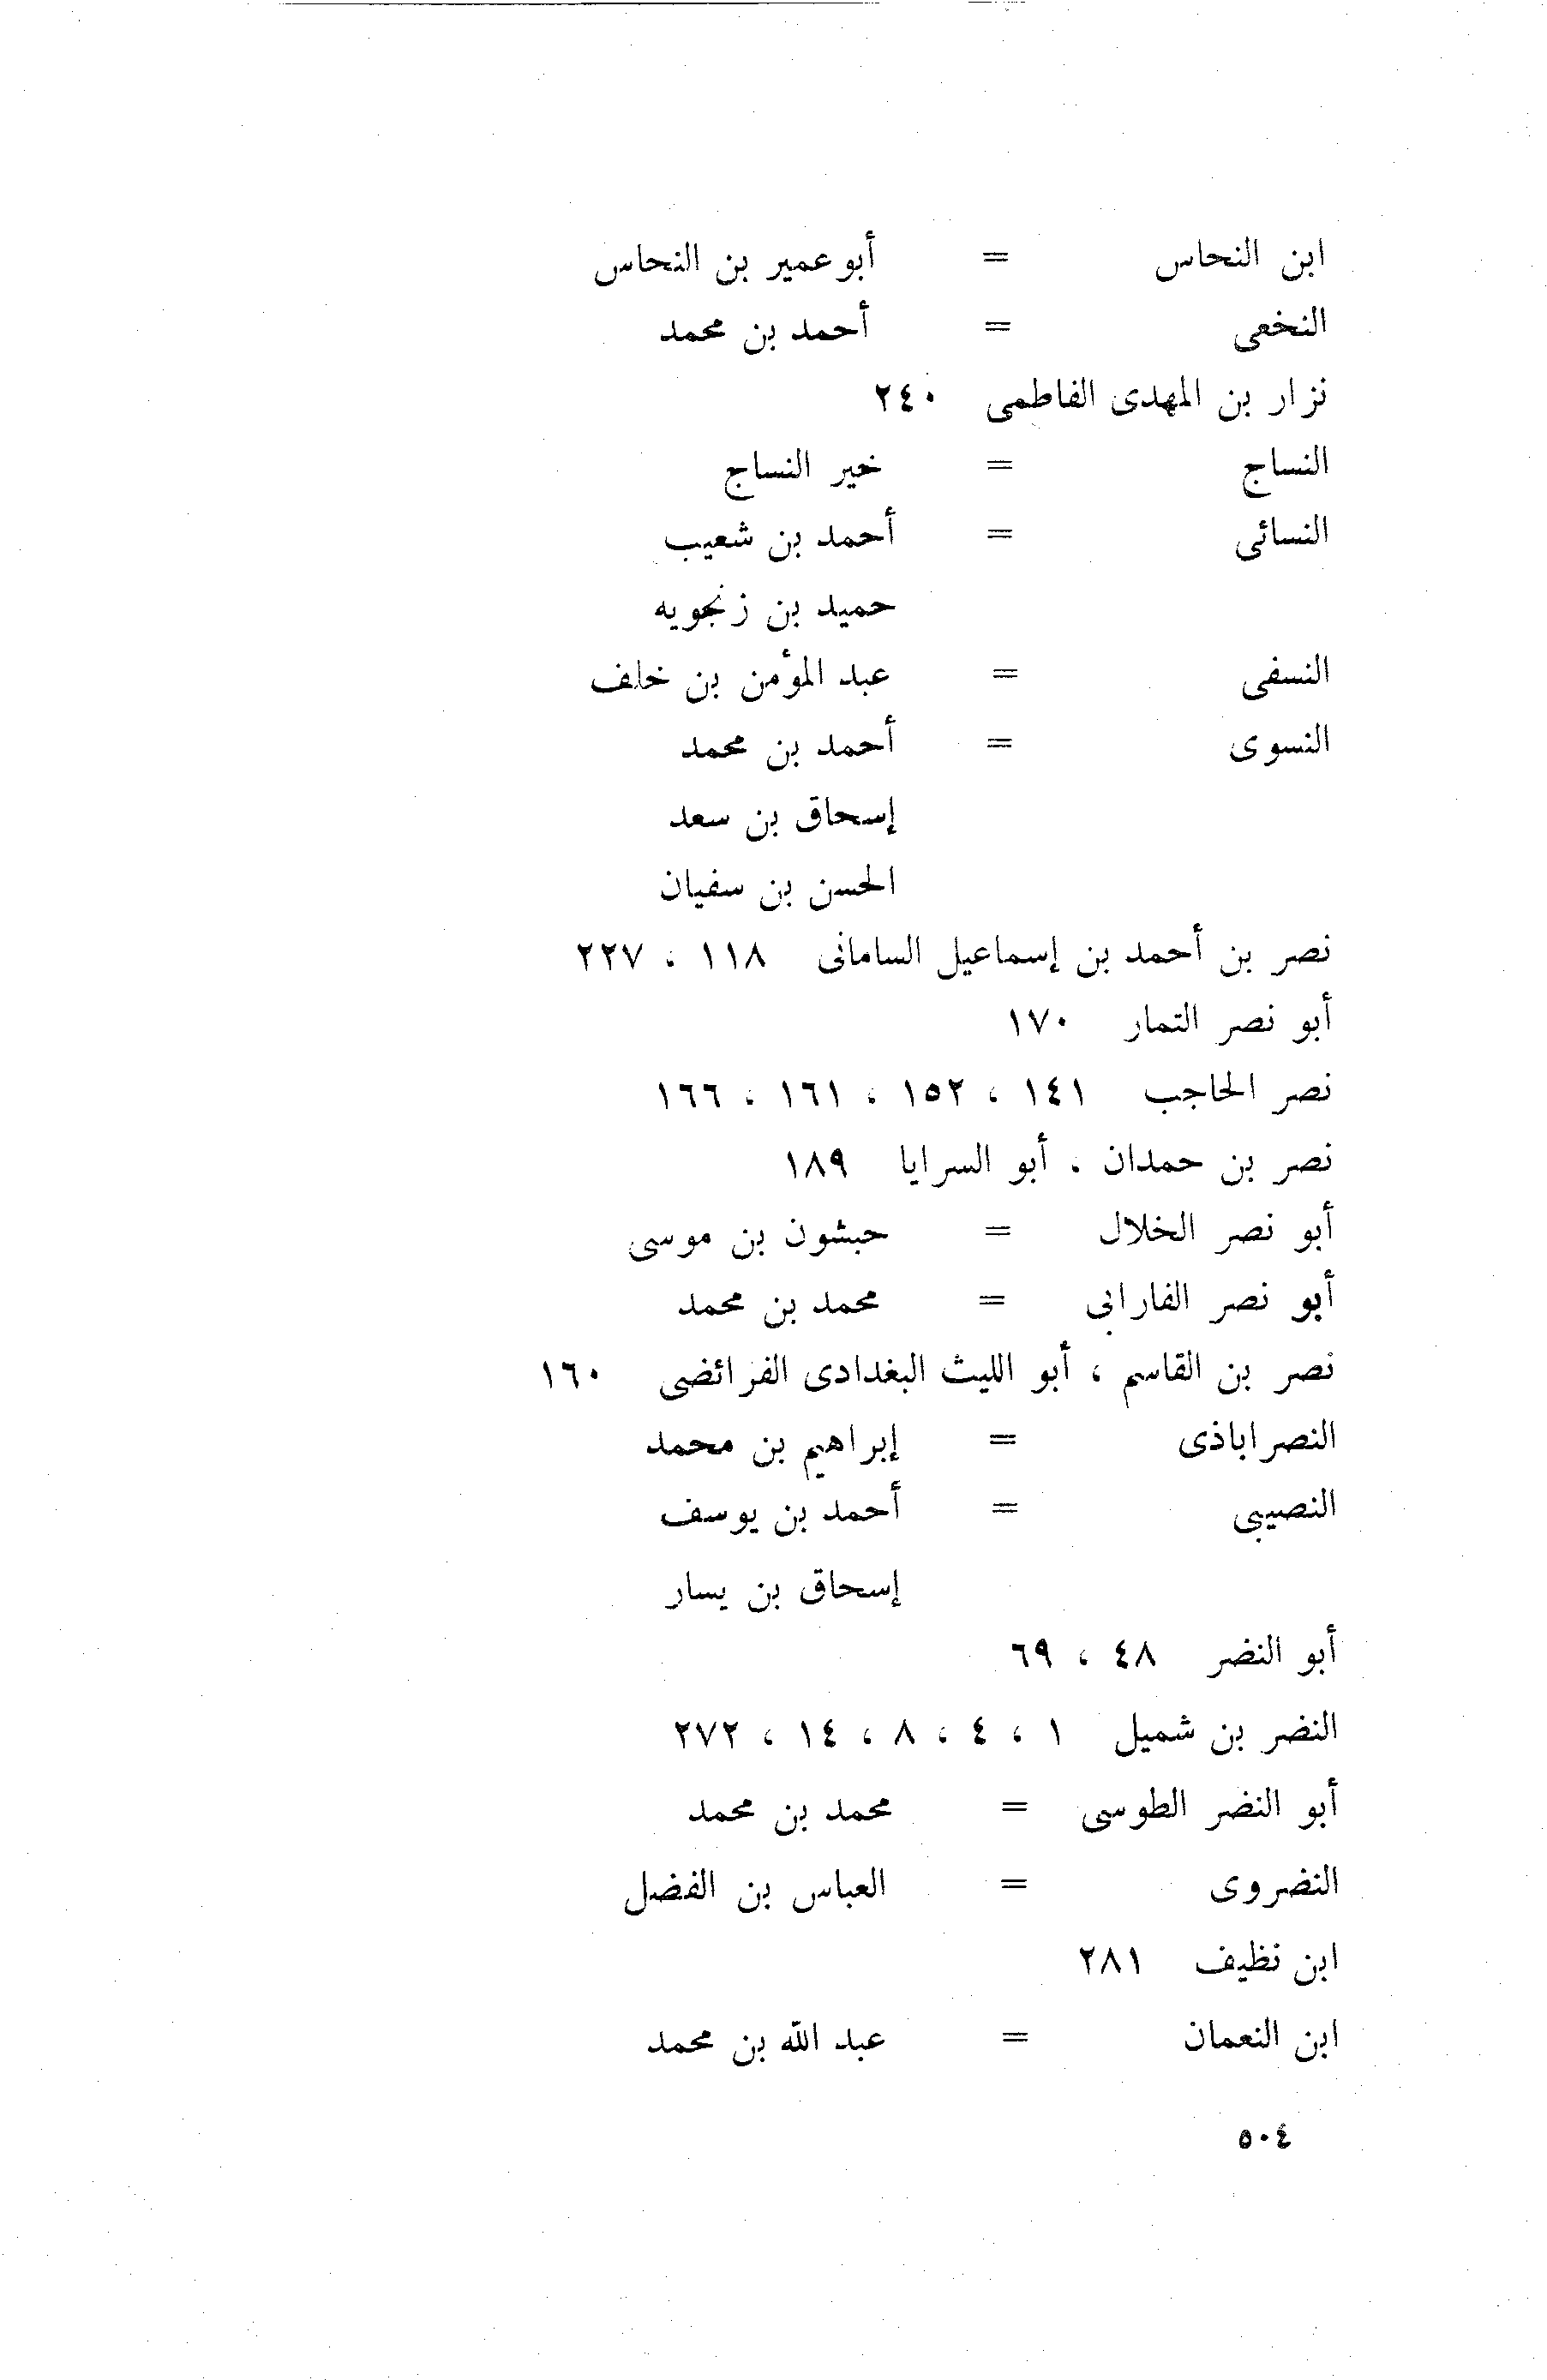 ابن النحاس = أبو عمير بن النحاس
النخعى = أحمد بن محمد
نزار بن المهدى الفاطمى ٢٤٠
النساج = خير النساج
النسائى = أحمد بن شعيب
حميد بن زنجويه
النسفى = عبد المؤمن بن خلف
النسوى = أحمد بن محمد
إسحاق بن سعد
الحسن بن سفيان
نصر بن أحمد بن إسماعيل السامانى ١١٨ ، ٢٢٧
أبو نصر التمار ١٧٠
نصر الحاجب ١٤١ ، ١٥٢ ، ١٦١ ، ١٦٦
نصر بن حمدان . أبو السرايا ١٨٩
أبو نصر الخلال = حبشون بن موسى
أبو نصر الفارابى = محمد بن محمد
نصر بن القاسم ، أبو الليث البغدادى الفرائضى ١٦٠
النصراباذى = إبراهيم بن محمد
النصيبى = أحمد بن يوسف
إسحاق بن يسار
أبو النضر ٤٨ ، ٦٩
النضر بن شميل ١ ، ٤ ، ٨ ، ١٤ ، ٢٧٢
أبو النضر الطوسى = محمد بن محمد
النضروى = العباس بن الفضل
ابن نظيف ٢٨١
ابن النعمان = عبد الله بن محمد
٥٠٤